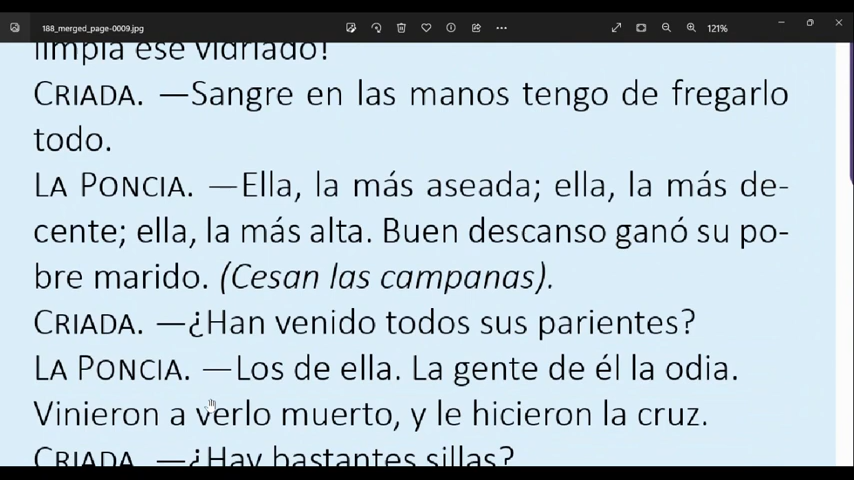 188_merged_page-0009.jpg
121%
limpia ese vidriado!
CRIADA. —Sangre en las manos tengo de fregarlo
todo.
LA PONCIA. —Ella, la más aseada; ella, la más de-
cente; ella, la más alta. Buen descanso ganó su po-
bre marido. (Cesan las campanas).
CRIADA. —¿Han venido todos sus parientes?
LA PONCIA. —Los de ella. La gente de él la odia.
Vinieron a verlo muerto, y le hicieron la cruz.
CRIADA. —¿Hay bastantes sillas?